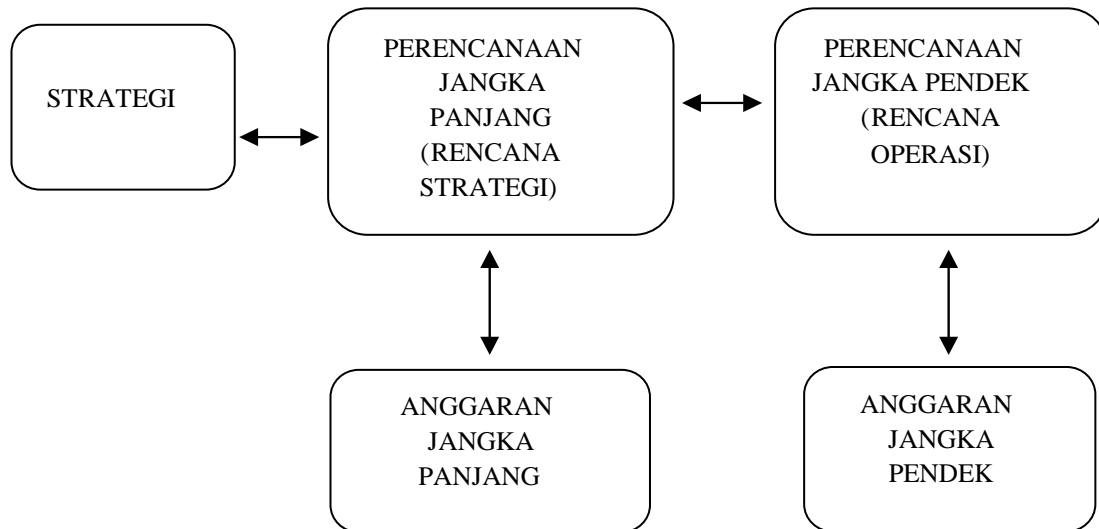 STRATEGI
PERENCANAAN
JANGKA
PANJANG
(RENCANA
STRATEGI)
PERENCANAAN
JANGKA PENDEK
(RENCANA
OPERASI)
ANGGARAN
JANGKA
PANJANG
ANGGARAN
JANGKA
PENDEK